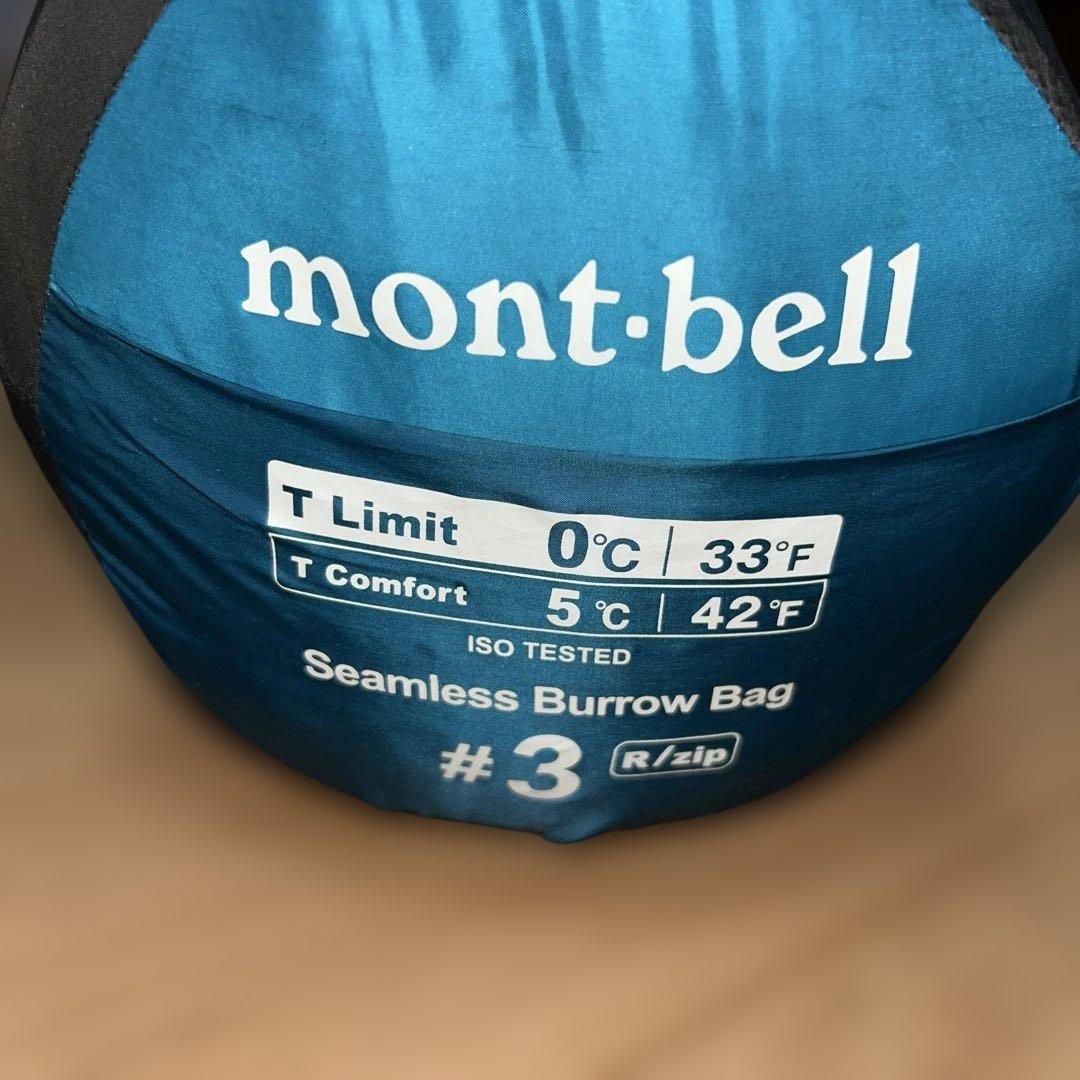 mont·bell
T Limit 0℃ | 33°F
T Comfort 5℃ | 42°F
ISO TESTED
Seamless Burrow Bag
#3 R/zip